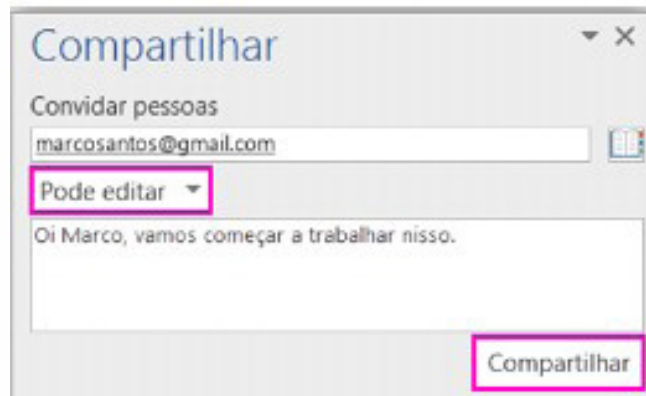 Compartilhar
Convidar pessoas
marcosantos@gmail.com
Pode editar
Oi Marco, vamos começar a trabalhar nisso.
Compartilhar